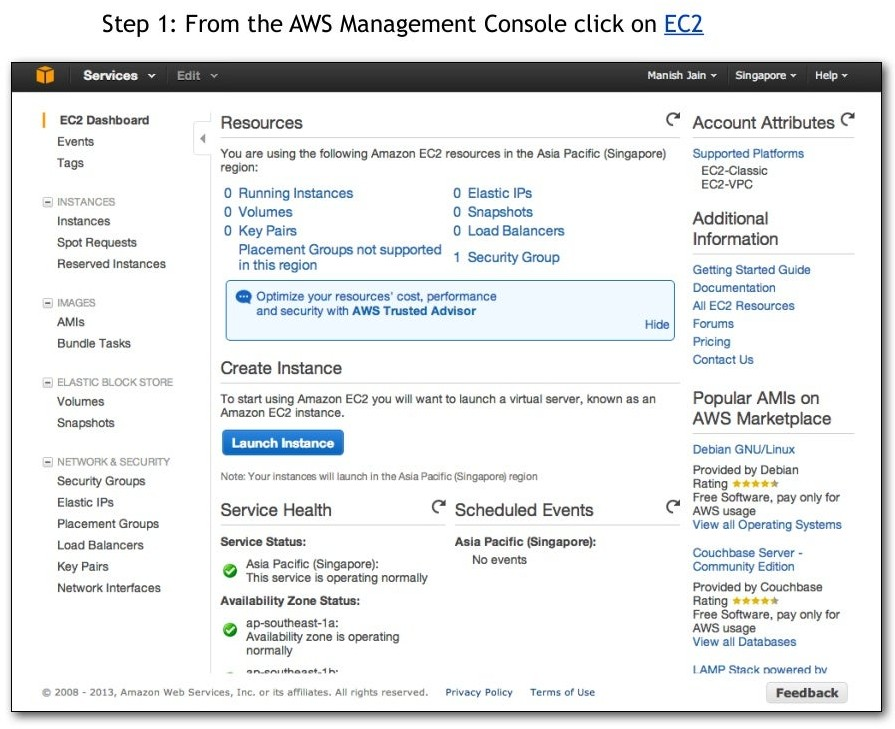 Step 1: From the AWS Management Console click on EC2
Services
Edit
Manish Jain
Singapore
Help
EC2 Dashboard
Events
Tags
INSTANCES
Instances
Spot Requests
Reserved Instances
IMAGES
AMIs
Bundle Tasks
ELASTIC BLOCK STORE
Volumes
Snapshots
NETWORK & SECURITY
Security Groups
Elastic IPs
Placement Groups
Load Balancers
Key Pairs
Network Interfaces
Resources
You are using the following Amazon EC2 resources in the Asia Pacific (Singapore)
region:
0 Running Instances
0 Elastic IPs
0 Volumes
0 Snapshots
0 Key Pairs
0 Load Balancers
Placement Groups not supported
in this region
1 Security Group
Optimize your resources' cost, performance
and security with AWS Trusted Advisor
Hide
Create Instance
To start using Amazon EC2 you will want to launch a virtual server, known as an
Amazon EC2 instance.
Launch Instance
Note: Your instances will launch in the Asia Pacific (Singapore) region
Service Health
Service Status:
Asia Pacific (Singapore):
This service is operating normally
Availability Zone Status:
ap-southeast-1a:
Availability zone is operating
normally
ap-southeast-1b:
Scheduled Events
Asia Pacific (Singapore):
No events
Account Attributes
Supported Platforms
EC2-Classic
EC2-VPC
Additional
Information
Getting Started Guide
Documentation
All EC2 Resources
Forums
Pricing
Contact Us
Popular AMIs on
AWS Marketplace
Debian GNU/Linux
Provided by Debian
Rating
Free Software, pay only for
AWS usage
View all Operating Systems
Couchbase Server -
Community Edition
Provided by Couchbase
Rating
Free Software, pay only for
AWS usage
View all Databases
LAMP Stack powered by
© 2008 - 2013, Amazon Web Services, Inc. or its affiliates. All rights reserved.
Privacy Policy
Terms of Use
Feedback